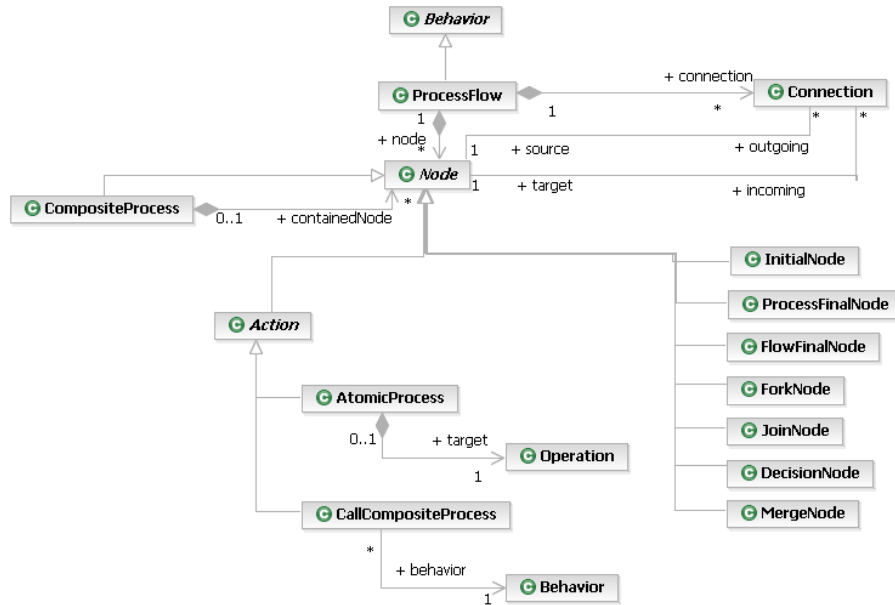 Behavior
+ connection
ProcessFlow
Connection
1
1
*
*
*
+ node
*
1
+ source
+ outgoing
Node
1
+ target
+ incoming
*
CompositeProcess
0..1
+ containedNode
InitialNode
ProcessFinalNode
Action
FlowFinalNode
ForkNode
AtomicProcess
JoinNode
0..1
+ target
Operation
1
DecisionNode
CallCompositeProcess
MergeNode
*
+ behavior
Behavior
1